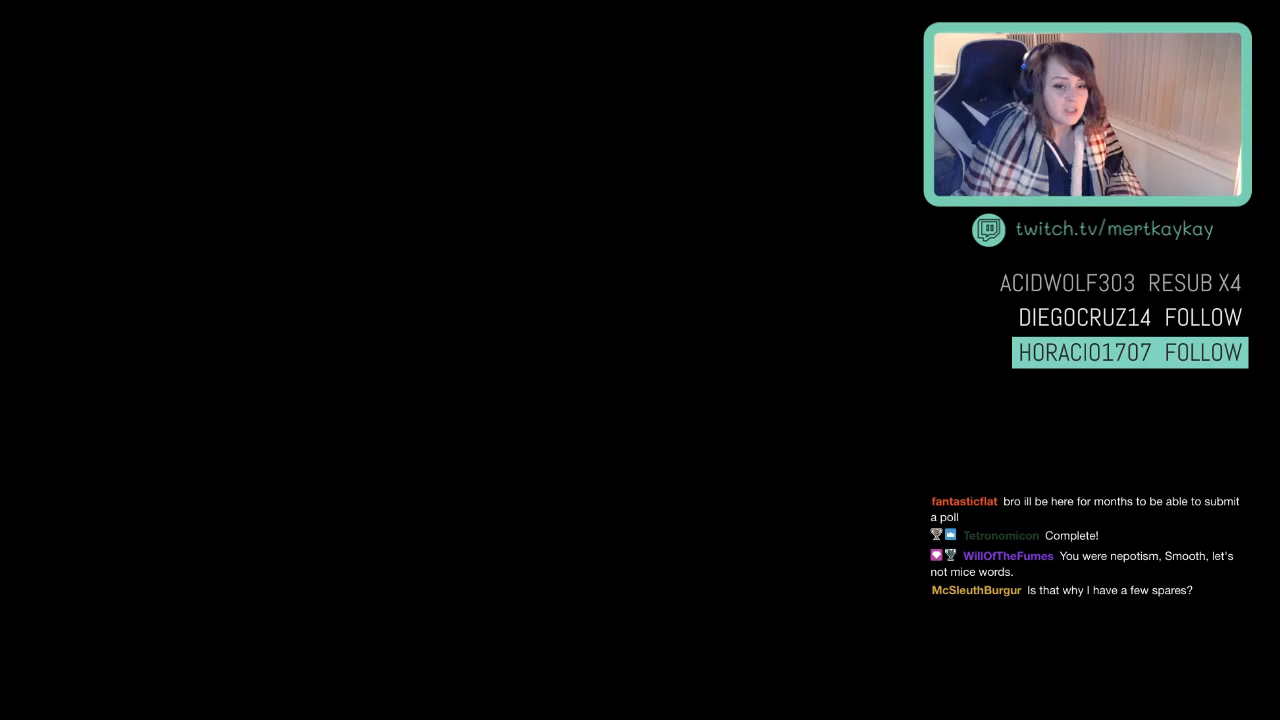 twitch.tv/mertkaykay
ACIDWOLF303 RESUB X4
DIEGOCRUZ14 FOLLOW
HORACIO1707 FOLLOW
fantasticflat bro ill be here for months to be able to submit
a poll
Tetronomicon Complete!
WillOfTheFumes You were nepotism, Smooth, let's
not mice words.
McSleuthBurgur Is that why I have a few spares?